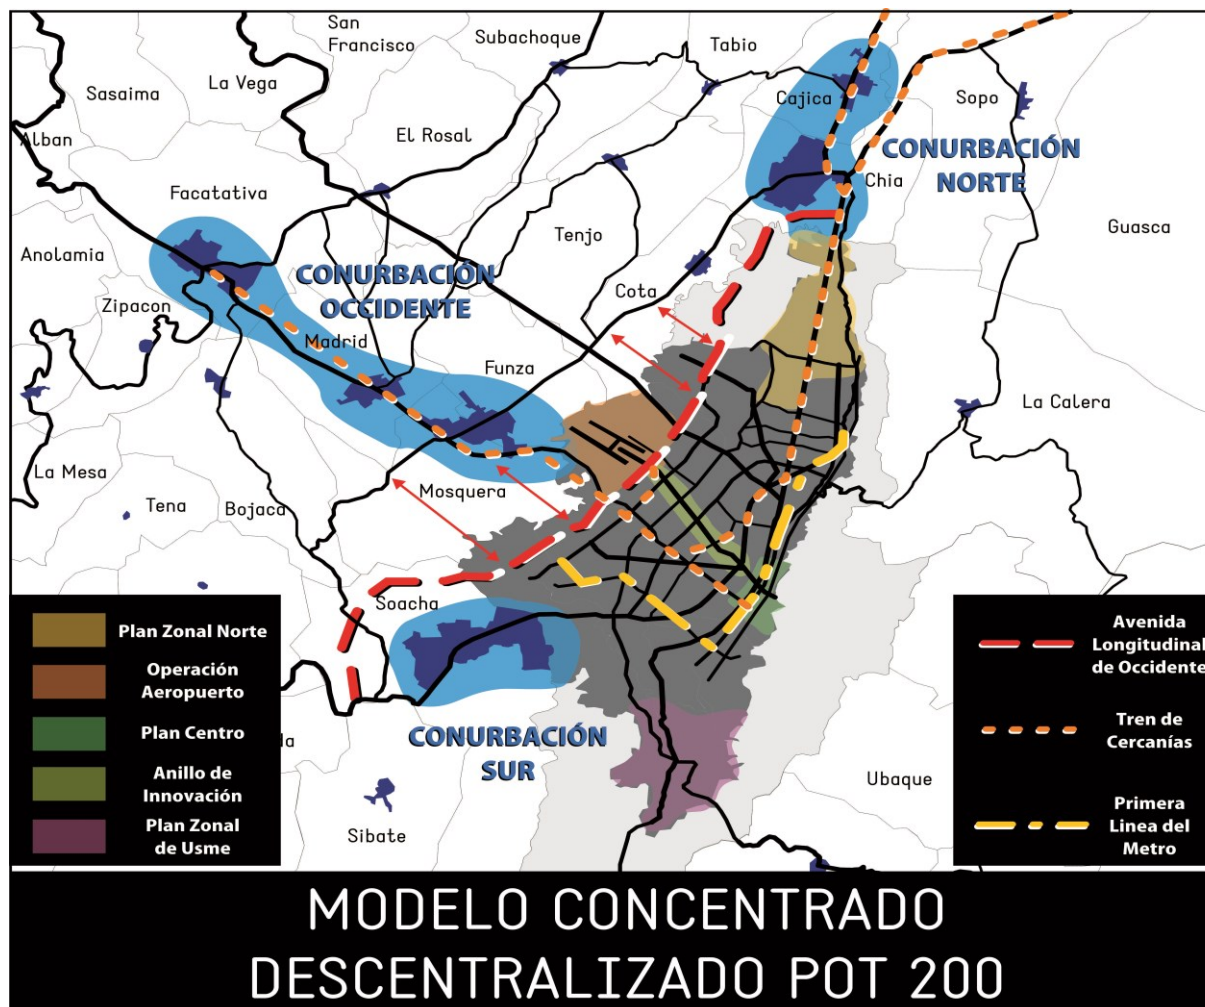 San
Francisco
Subachoque
Tabio
La Vega
Sasaima
Cajica
Sopo
Alban
El Rosal
CONURBACIÓN
NORTE
Chia
Facatativa
Guasca
Tenjo
Anolamia
CONURBACIÓN
OCCIDENTE
Zipacon
Cota
Madrid
Funza
La Calera
La Mesa
Mosquera
Tena
Bojaca
Soacha
CONURBACIÓN
SUR
da
Sibate
Ubaque
Plan Zonal Norte
Operación
Aeropuerto
Plan Centro
Anillo de
Innovación
Plan Zonal
de Usme
Avenida
Longitudinal
de Occidente
Tren de
Cercanías
Primera
Linea del
Metro
MODELO CONCENTRADO
DESCENTRALIZADO POT 200